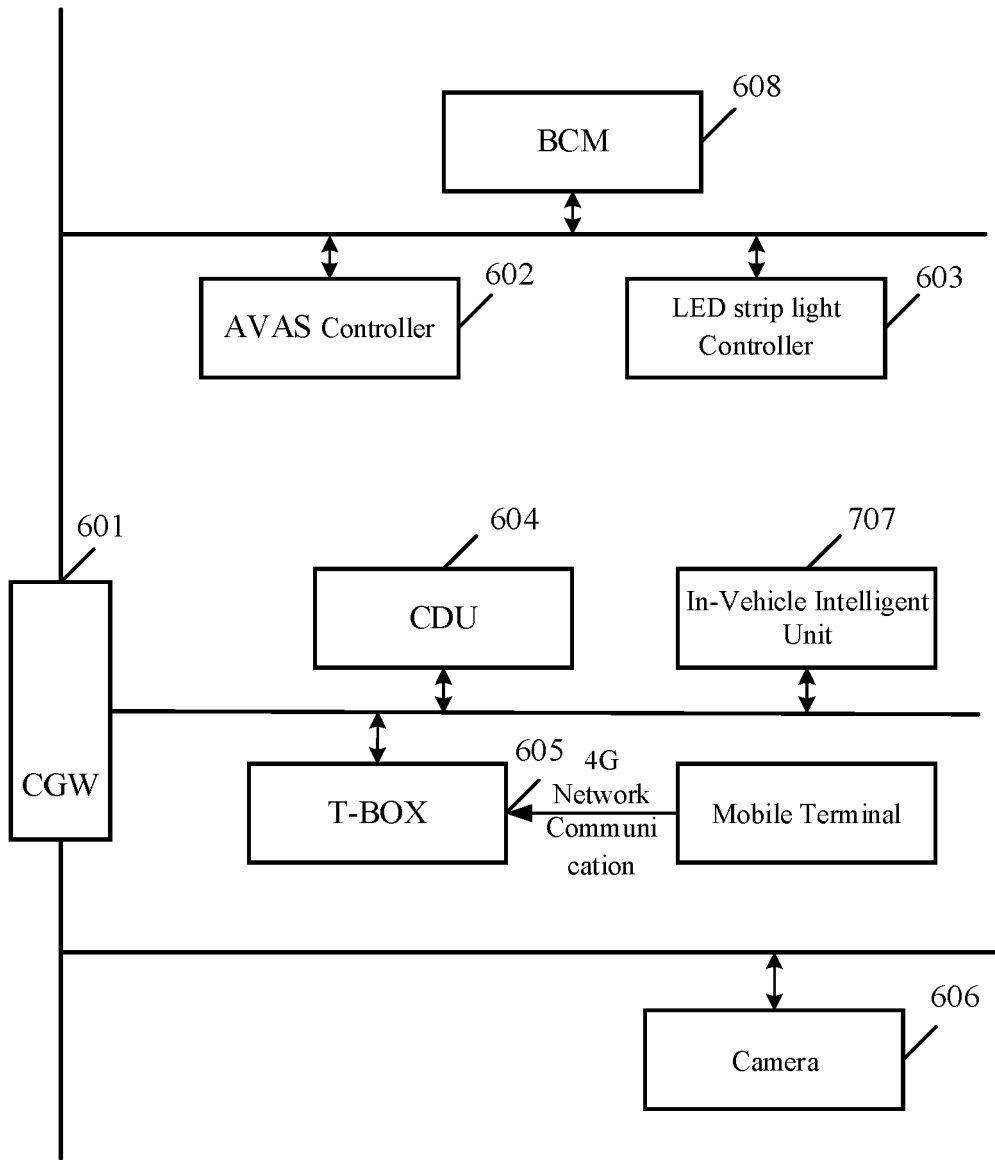 608
BCM
602
AVAS Controller
603
LED strip light
Controller
601
CGW
604
CDU
707
In-Vehicle Intelligent
Unit
605
T-BOX
4G
Network
Communi
cation
Mobile Terminal
606
Camera